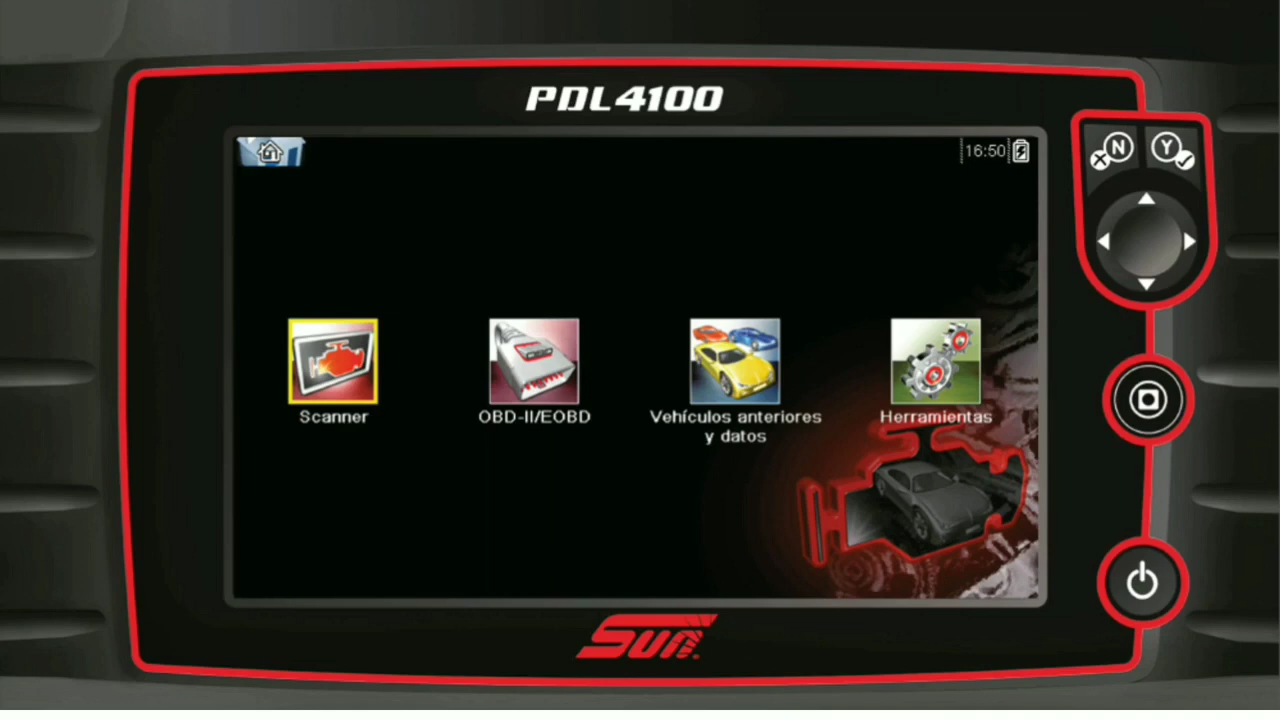 PDL4100
16:50
N
Y
Scanner
OBD-II/EOBD
Vehículos anteriores
y datos
Herramientas
Sun.